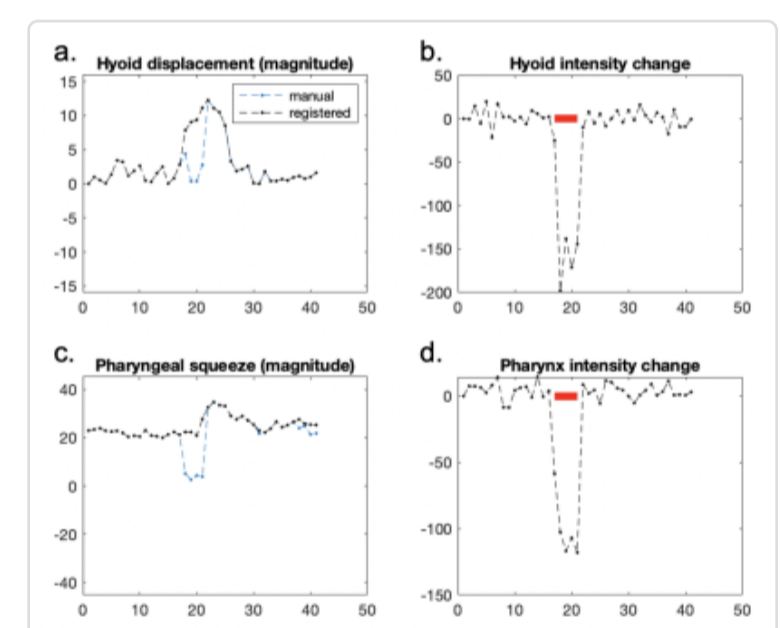 a.
Hyoid displacement (magnitude)
15
10
5
0
-5
-10
-15
0 10 20 30 40 50
manual
registered
b.
Hyoid intensity change
50
0
-50
-100
-150
-200
0 10 20 30 40 50
c.
Pharyngeal squeeze (magnitude)
40
20
0
-20
-40
0 10 20 30 40 50
d.
Pharynx intensity change
0
-50
-100
-150
0 10 20 30 40 50